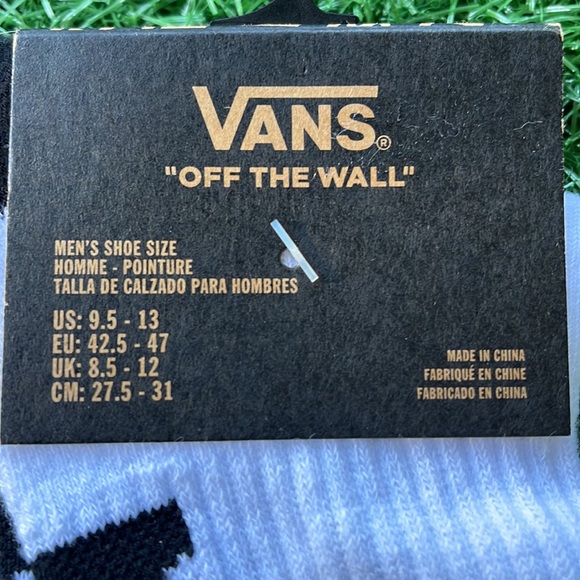 VANS®
"OFF THE WALL"
MEN'S SHOE SIZE
HOMME - POINTURE
TALLA DE CALZADO PARA HOMBRES
US: 9.5 - 13
EU: 42.5 - 47
UK: 8.5 - 12
CM: 27.5 - 31
MADE IN CHINA
FABRIQUÉ EN CHINE
FABRICADO EN CHINA